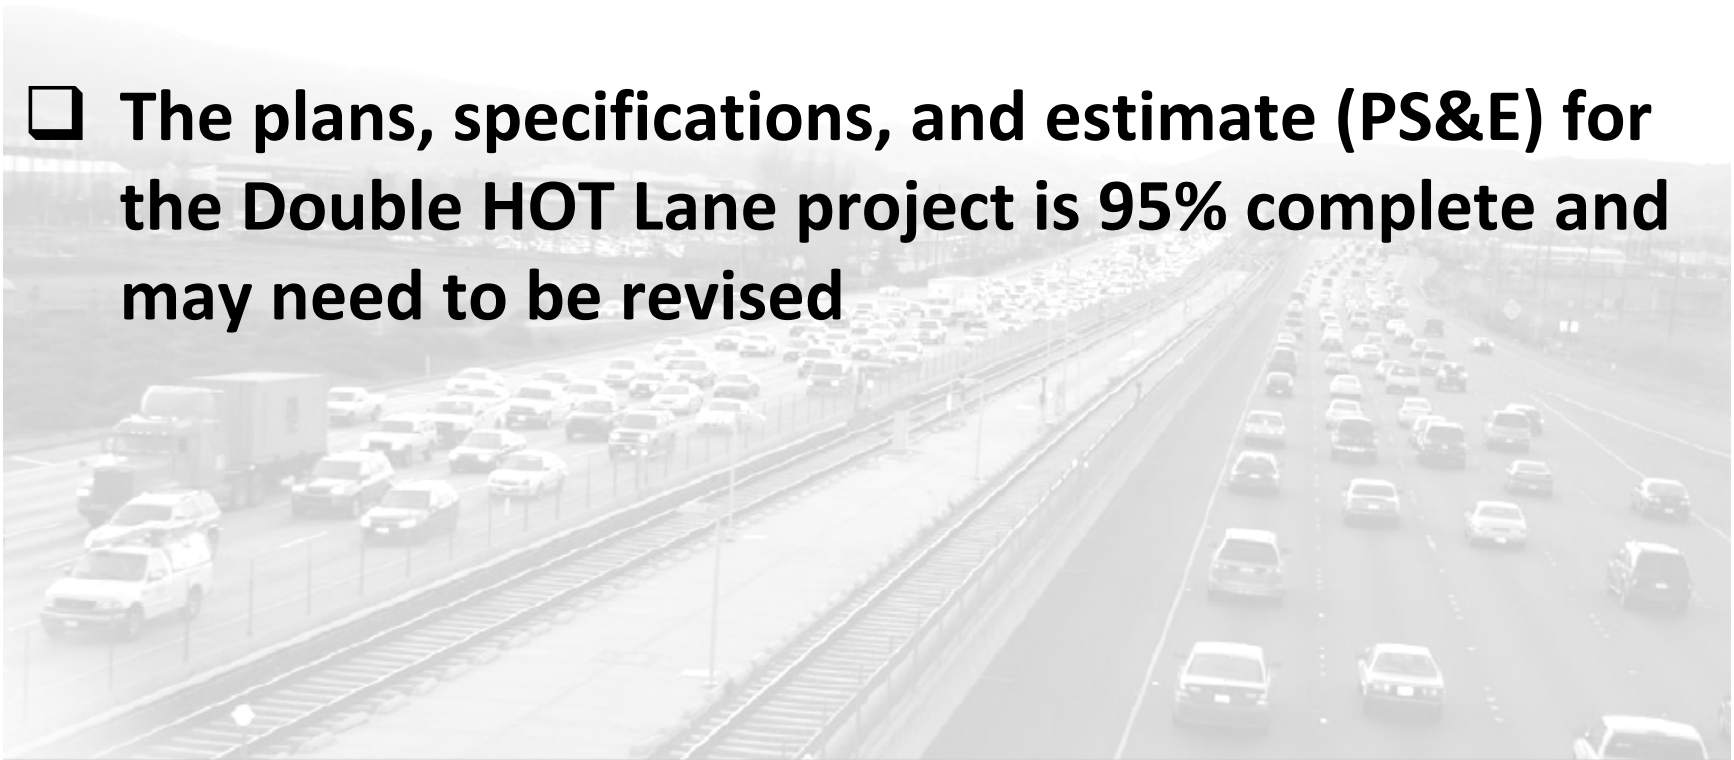 ❑ The plans, specifications, and estimate (PS&E) for
the Double HOT Lane project is 95% complete and
may need to be revised